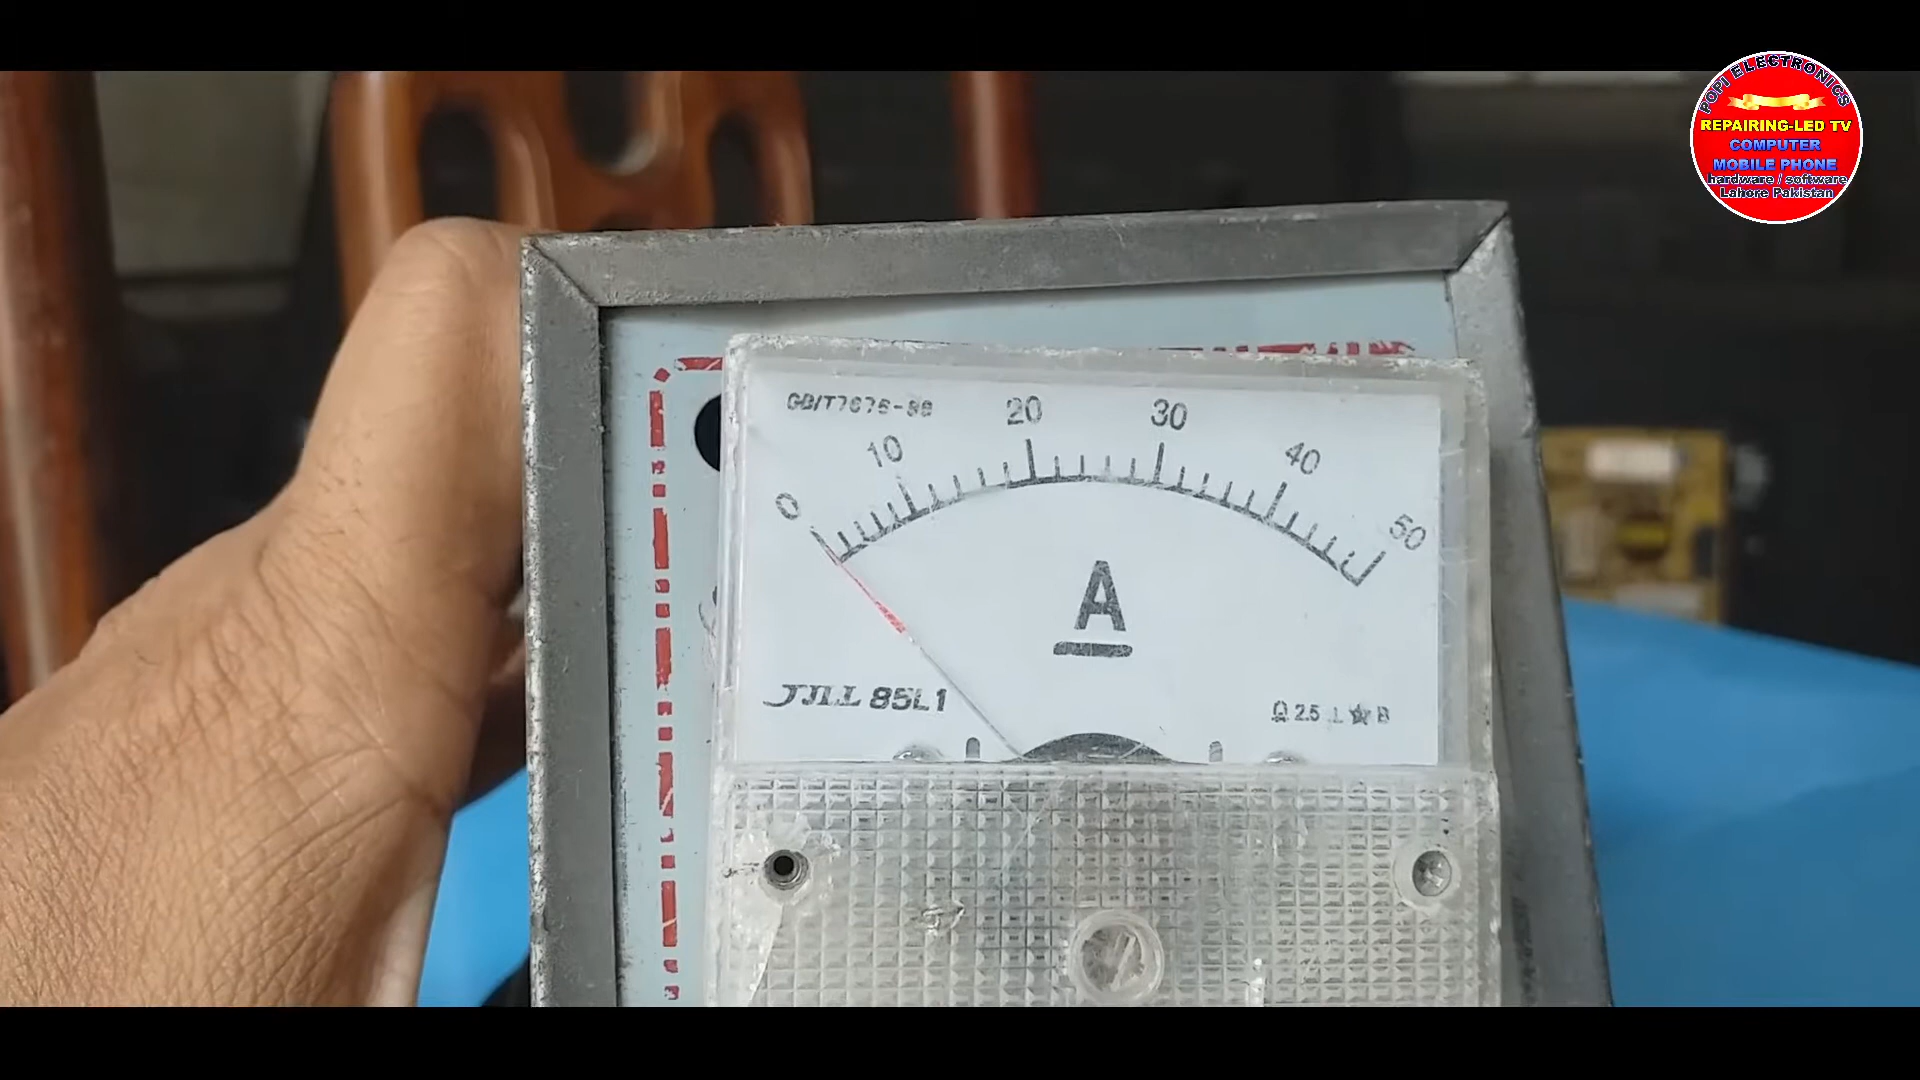 POPI ELECTRONICS
REPAIRING-LED TV
COMPUTER
MOBILE PHONE
hardware / software
Lahore Pakistan
GB/T7676-98
0 10 20 30 40 50
A
85L1
2.5
B